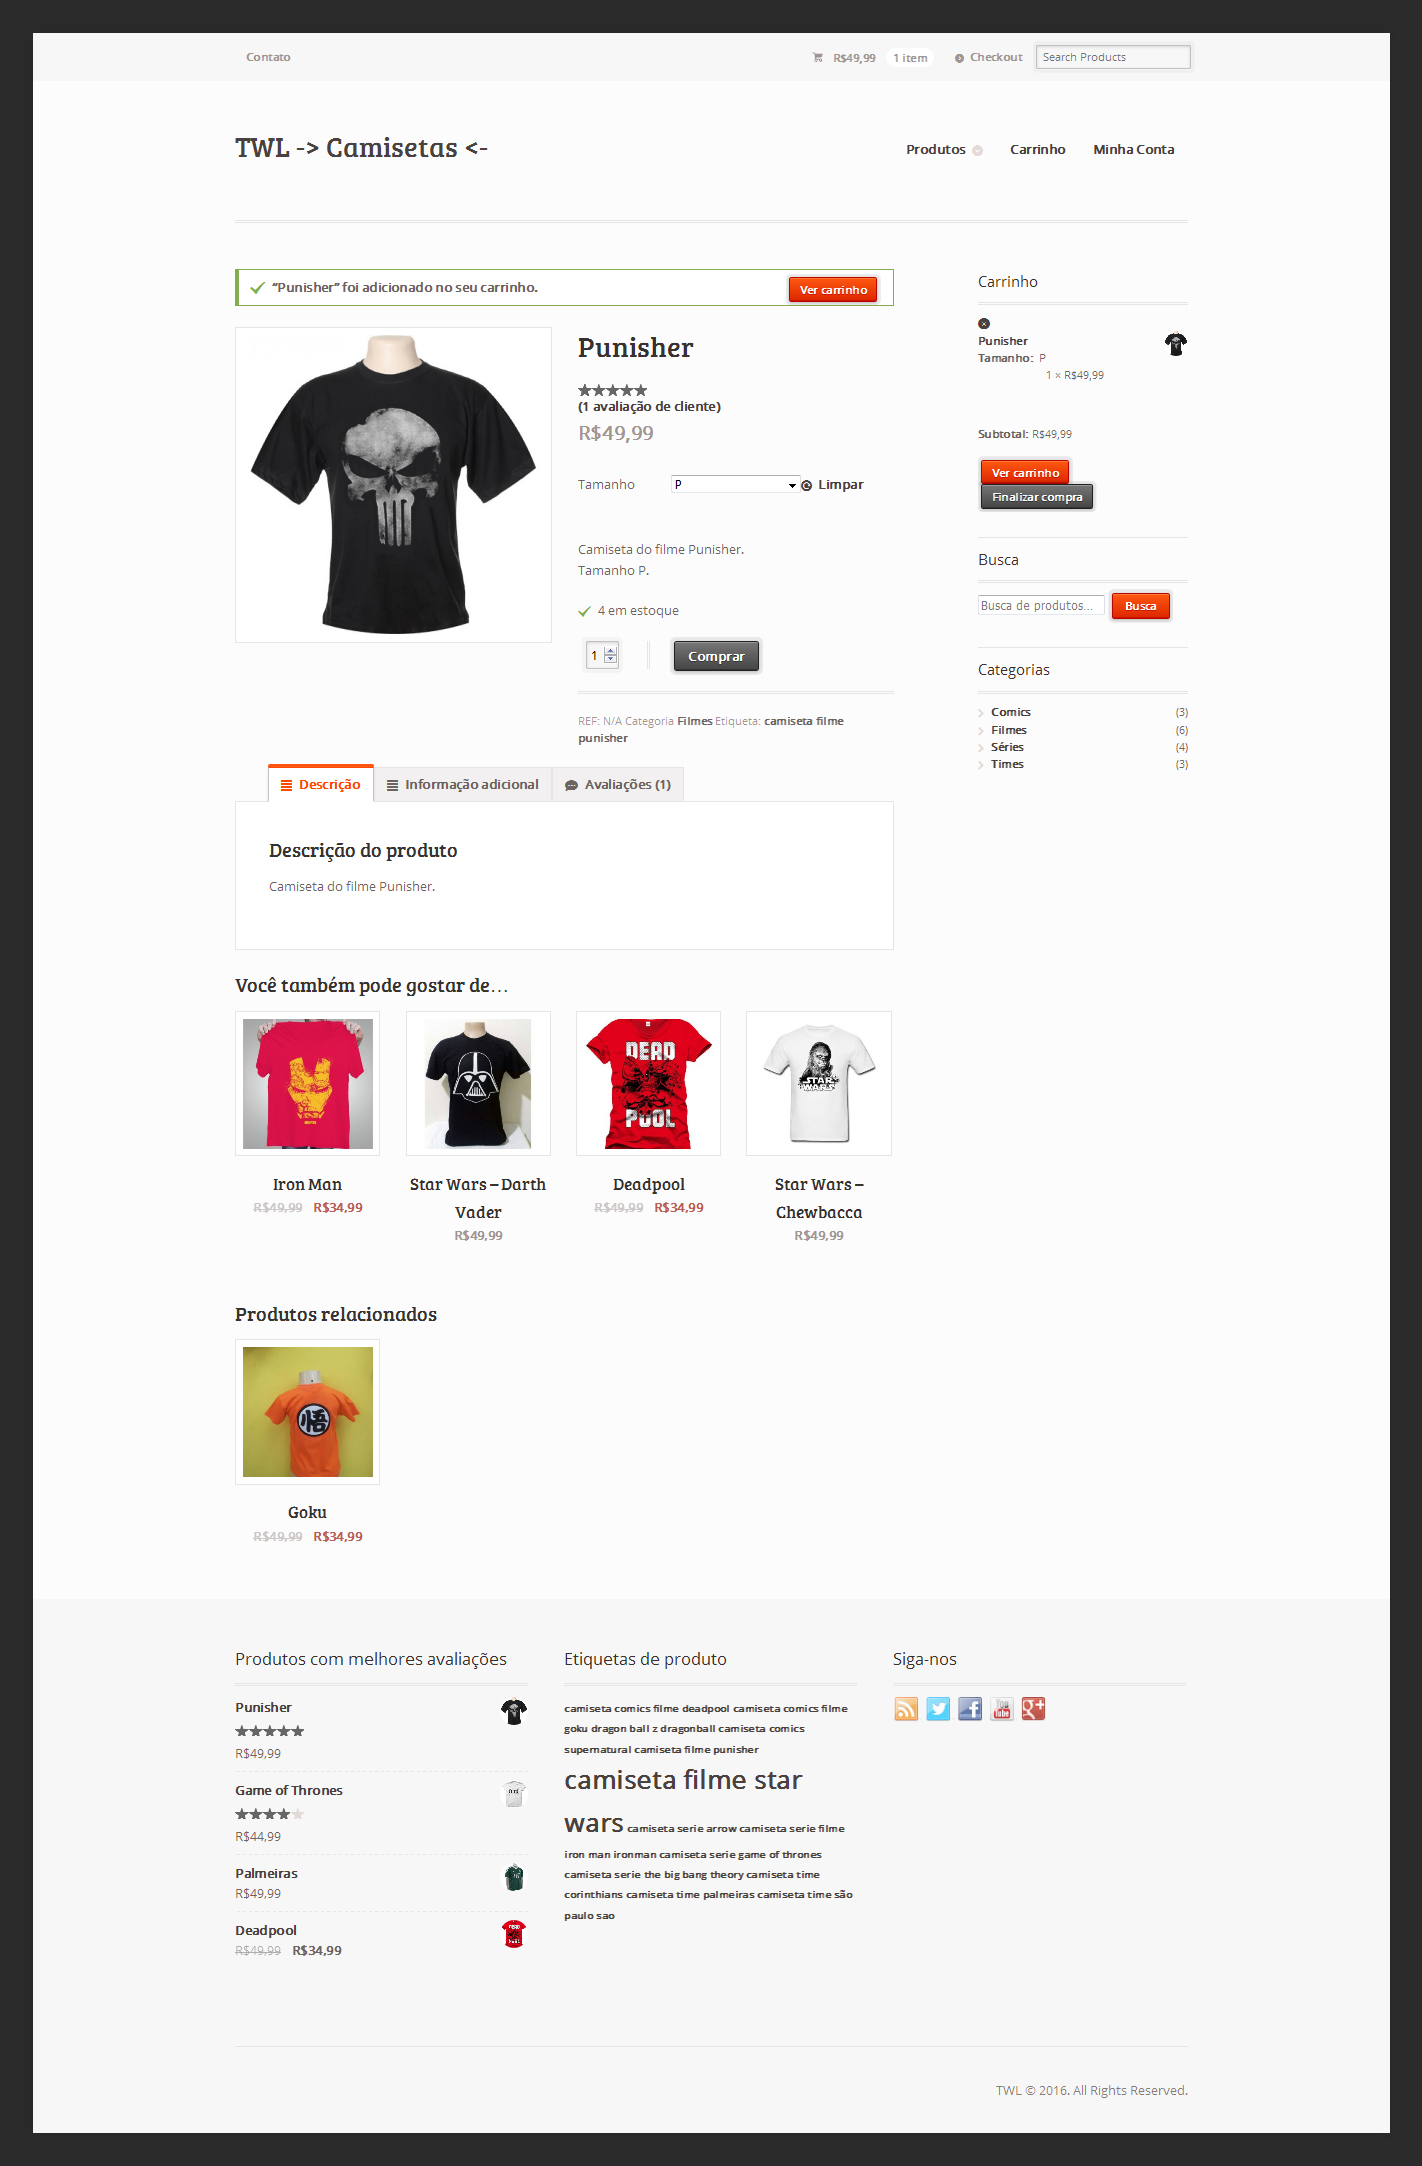 Contato
R$49,99 1 item Checkout Search Products
TWL -> Camisetas <-
Produtos Carrinho Minha Conta
“Punisher” foi adicionado no seu carrinho. Ver carrinho
Punisher
(1 avaliação de cliente)
R$49,99
Tamanho P Limpar
Camiseta do filme Punisher.
Tamanho P.
4 em estoque
1 Comprar
REF: N/A Categoria Filmes Etiqueta: camiseta filme
punisher
Carrinho
Punisher
Tamanho: P
1 × R$49,99
Subtotal: R$49,99
Ver carrinho
Finalizar compra
Busca
Busca de produtos… Busca
Categorias
Comics (3)
Filmes (6)
Séries (4)
Times (3)
Descrição Informação adicional Avaliações (1)
Descrição do produto
Camiseta do filme Punisher.
Você também pode gostar de…
DEAD
POOL
STAR
WARS
Iron Man
R$49,99 R$34,99
Star Wars – Darth
Vader
R$49,99
Deadpool
R$49,99 R$34,99
Star Wars –
Chewbacca
R$49,99
Produtos relacionados
悟
Goku
R$49,99 R$34,99
Produtos com melhores avaliações
Punisher
R$49,99
Game of Thrones
R$44,99
Palmeiras
R$49,99
Deadpool
R$49,99 R$34,99
Etiquetas de produto
camiseta comics filme deadpool camiseta comics filme
goku dragon ball z dragonball camiseta comics
supernatural camiseta filme punisher
camiseta filme star
wars camiseta serie arrow camiseta serie filme
iron man ironman camiseta serie game of thrones
camiseta serie the big bang theory camiseta time
corinthians camiseta time palmeiras camiseta time são
paulo sao
Siga-nos
You
Tube
g+
TWL © 2016. All Rights Reserved.